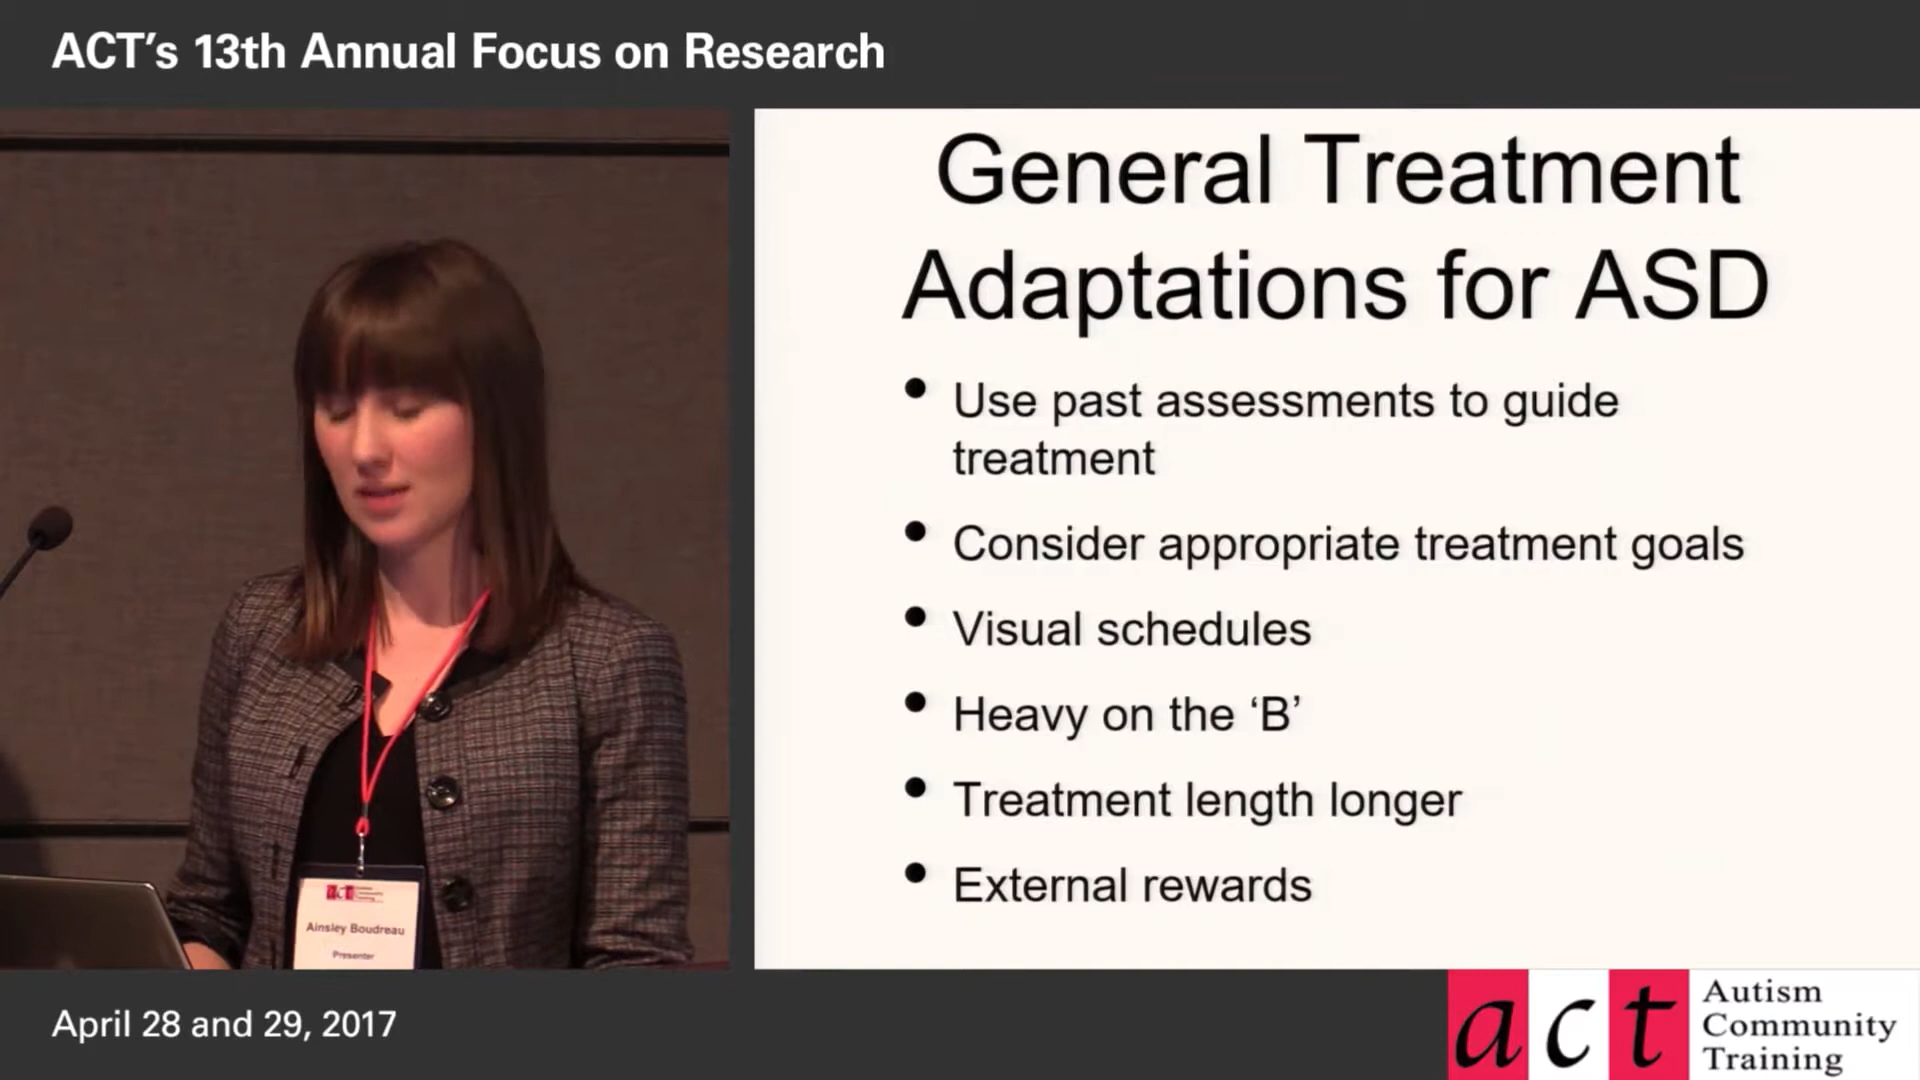 ACT’s 13th Annual Focus on Research
General Treatment
Adaptations for ASD
• Use past assessments to guide
treatment
• Consider appropriate treatment goals
• Visual schedules
• Heavy on the ‘B’
• Treatment length longer
• External rewards
act
Ainsley Boudreau
Presenter
April 28 and 29, 2017
act
Autism
Community
Training